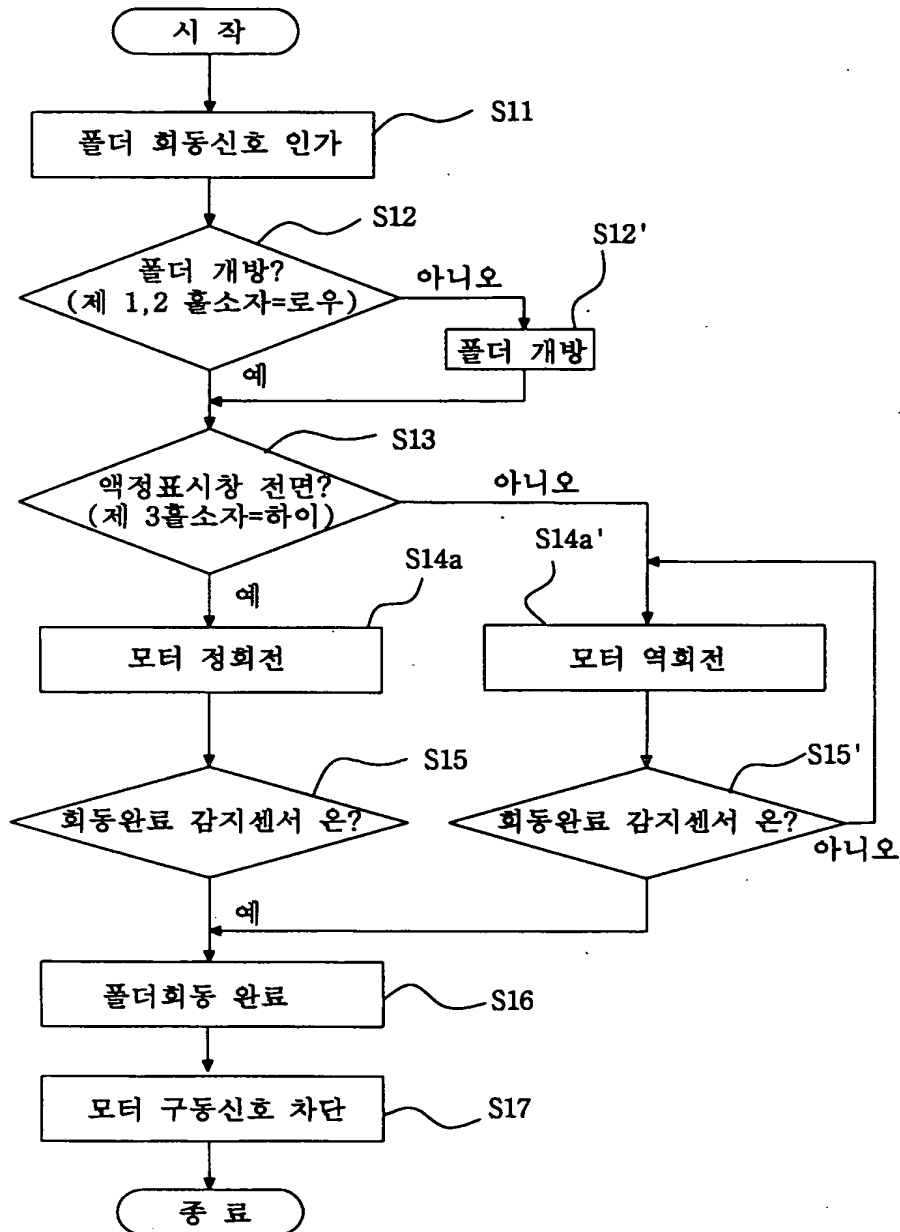 시 작
폴더 회동신호 인가
S11
S12
폴더 개방?
(제 1,2 홀소자=로우)
아니오
S12'
폴더 개방
예
S13
액정표시창 전면?
(제 3홀소자=하이)
아니오
S14a
S14a'
예
모터 정회전
모터 역회전
S15
S15'
회동완료 감지센서 온?
회동완료 감지센서 온?
아니오
예
폴더회동 완료
S16
모터 구동신호 차단
S17
종 료